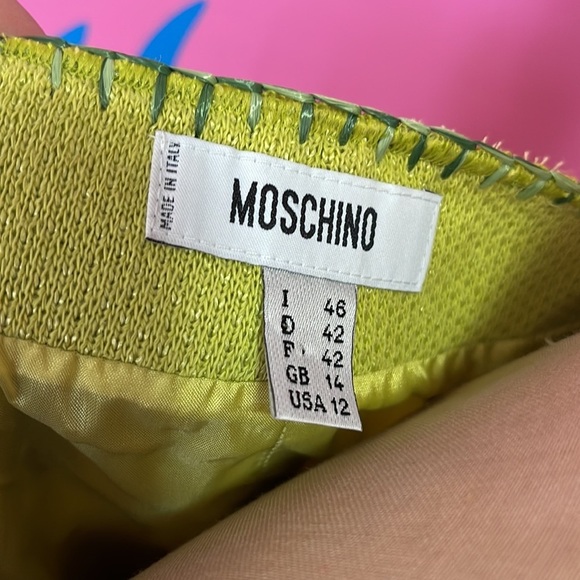 MADE IN ITALY
MOSCHINO
I 46
D 42
F 42
GB 14
USA 12